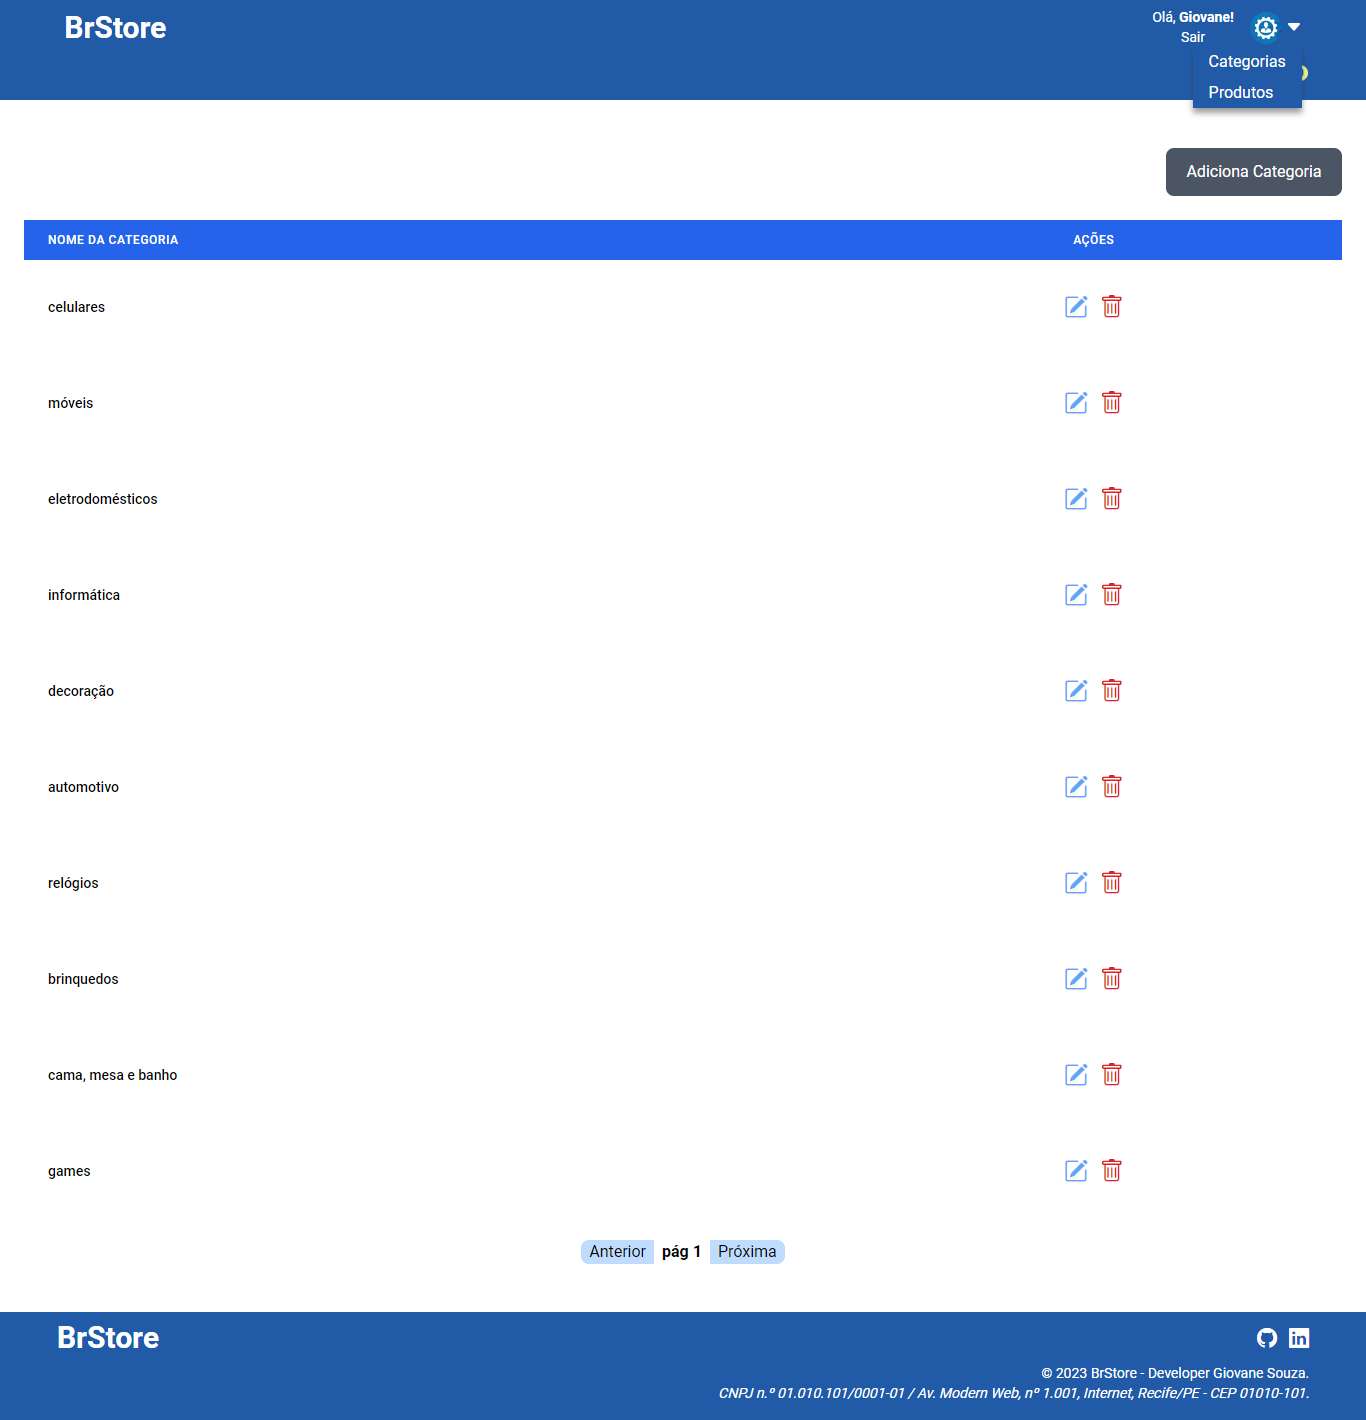 BrStore
Olá, Giovane!
Sair
Categorias
Produtos
Adiciona Categoria
NOME DA CATEGORIA AÇÕES
celulares
móveis
eletrodomésticos
informática
decoração
automotivo
relógios
brinquedos
cama, mesa e banho
games
Anterior pág 1 Próxima
BrStore
© 2023 BrStore - Developer Giovane Souza.
CNPJ n.º 01.010.101/0001-01 / Av. Modern Web, nº 1.001, Internet, Recife/PE - CEP 01010-101.